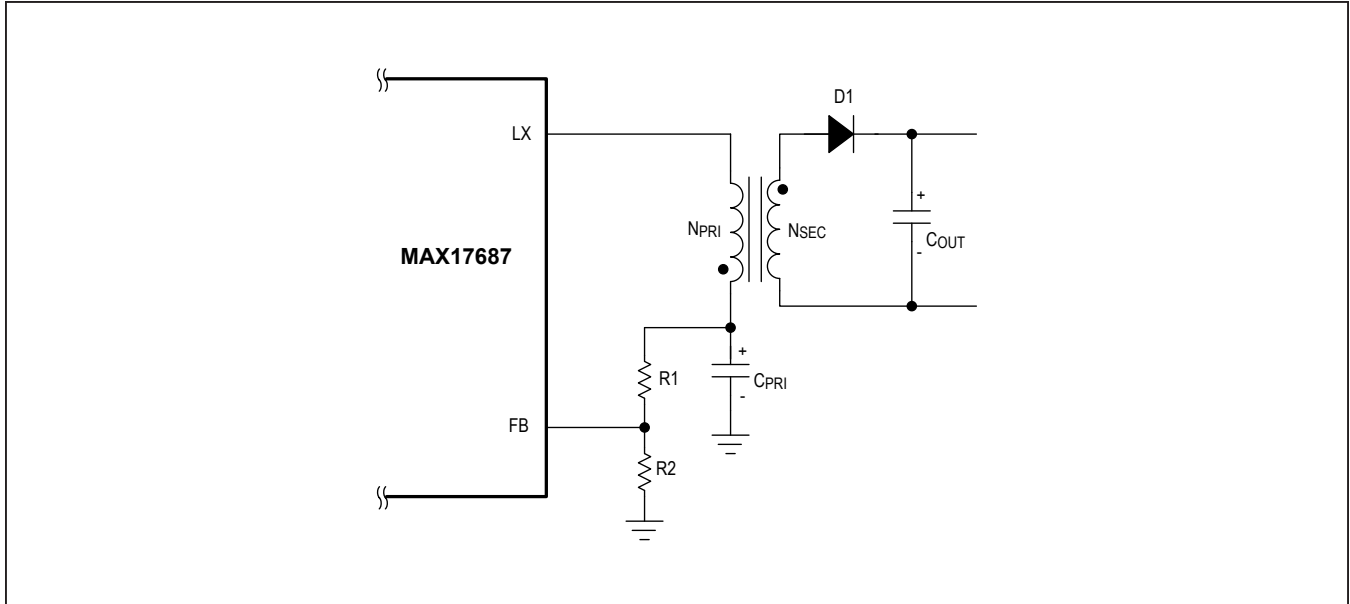 D1
LX
+
NPRI
NSEC
COUT
-
MAX17687
+
R1
CPRI
-
FB
R2